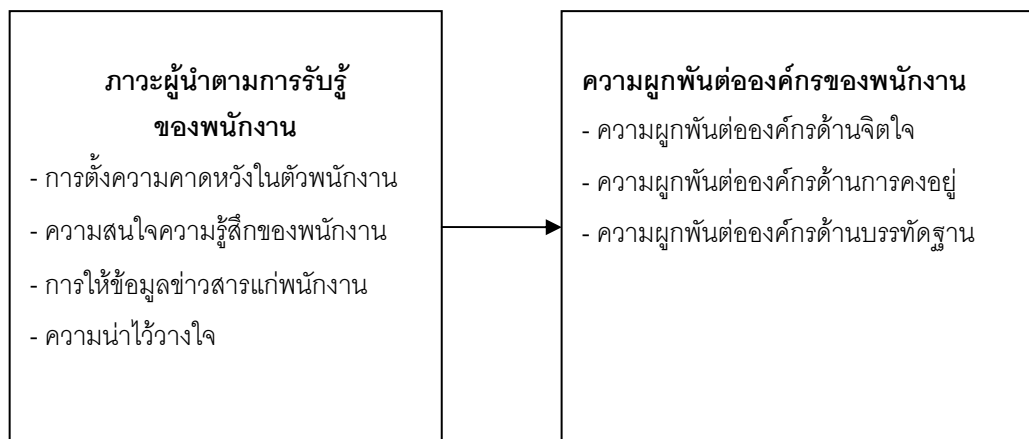 ภาวะผู้นำตามการรับรู้
ของพนักงาน
- การตั้งความคาดหวังในตัวพนักงาน
- ความสนใจความรู้สึกของพนักงาน
- การให้ข้อมูลข่าวสารแก่พนักงาน
- ความน่าไว้วางใจ
ความผูกพันต่อองค์กรของพนักงาน
- ความผูกพันต่อองค์กรด้านจิตใจ
- ความผูกพันต่อองค์กรด้านการคงอยู่
- ความผูกพันต่อองค์กรด้านบรรทัดฐาน